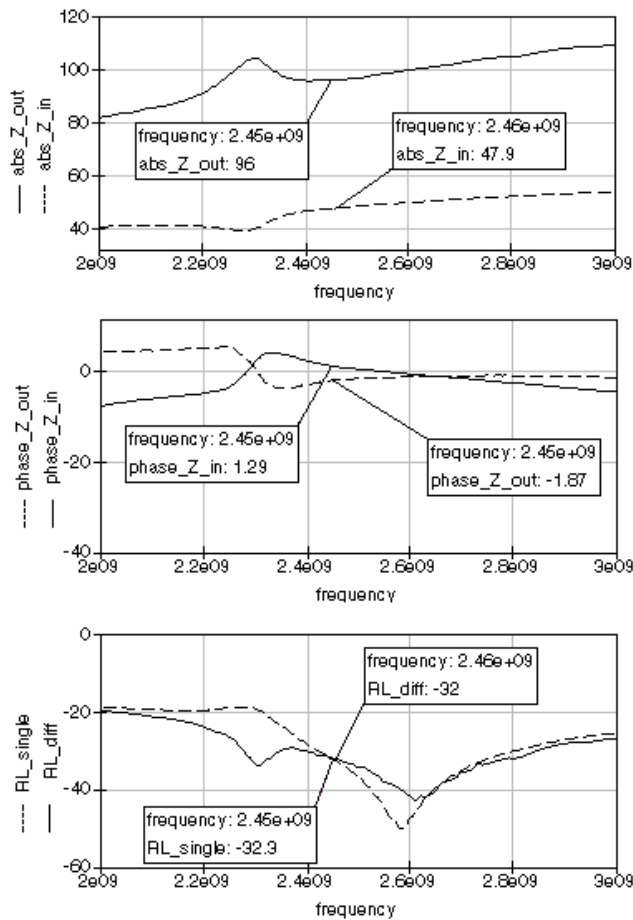 120
100
80
60
40
—— abs_Z_out
---- abs_Z_in
frequency: 2.45e+09
abs_Z_out: 96
frequency: 2.46e+09
abs_Z_in: 47.9
2e09 2.2e09 2.4e09 2.6e09 2.8e09 3e09
frequency
0
-20
-40
---- phase_Z_out
—— phase_Z_in
frequency: 2.45e+09
phase_Z_in: 1.29
frequency: 2.45e+09
phase_Z_out: -1.87
2e09 2.2e09 2.4e09 2.6e09 2.8e09 3e09
frequency
0
-20
-40
-60
---- RL_single
—— RL_diff
frequency: 2.46e+09
RL_diff: -32
frequency: 2.45e+09
RL_single: -32.3
2e09 2.2e09 2.4e09 2.6e09 2.8e09 3e09
frequency